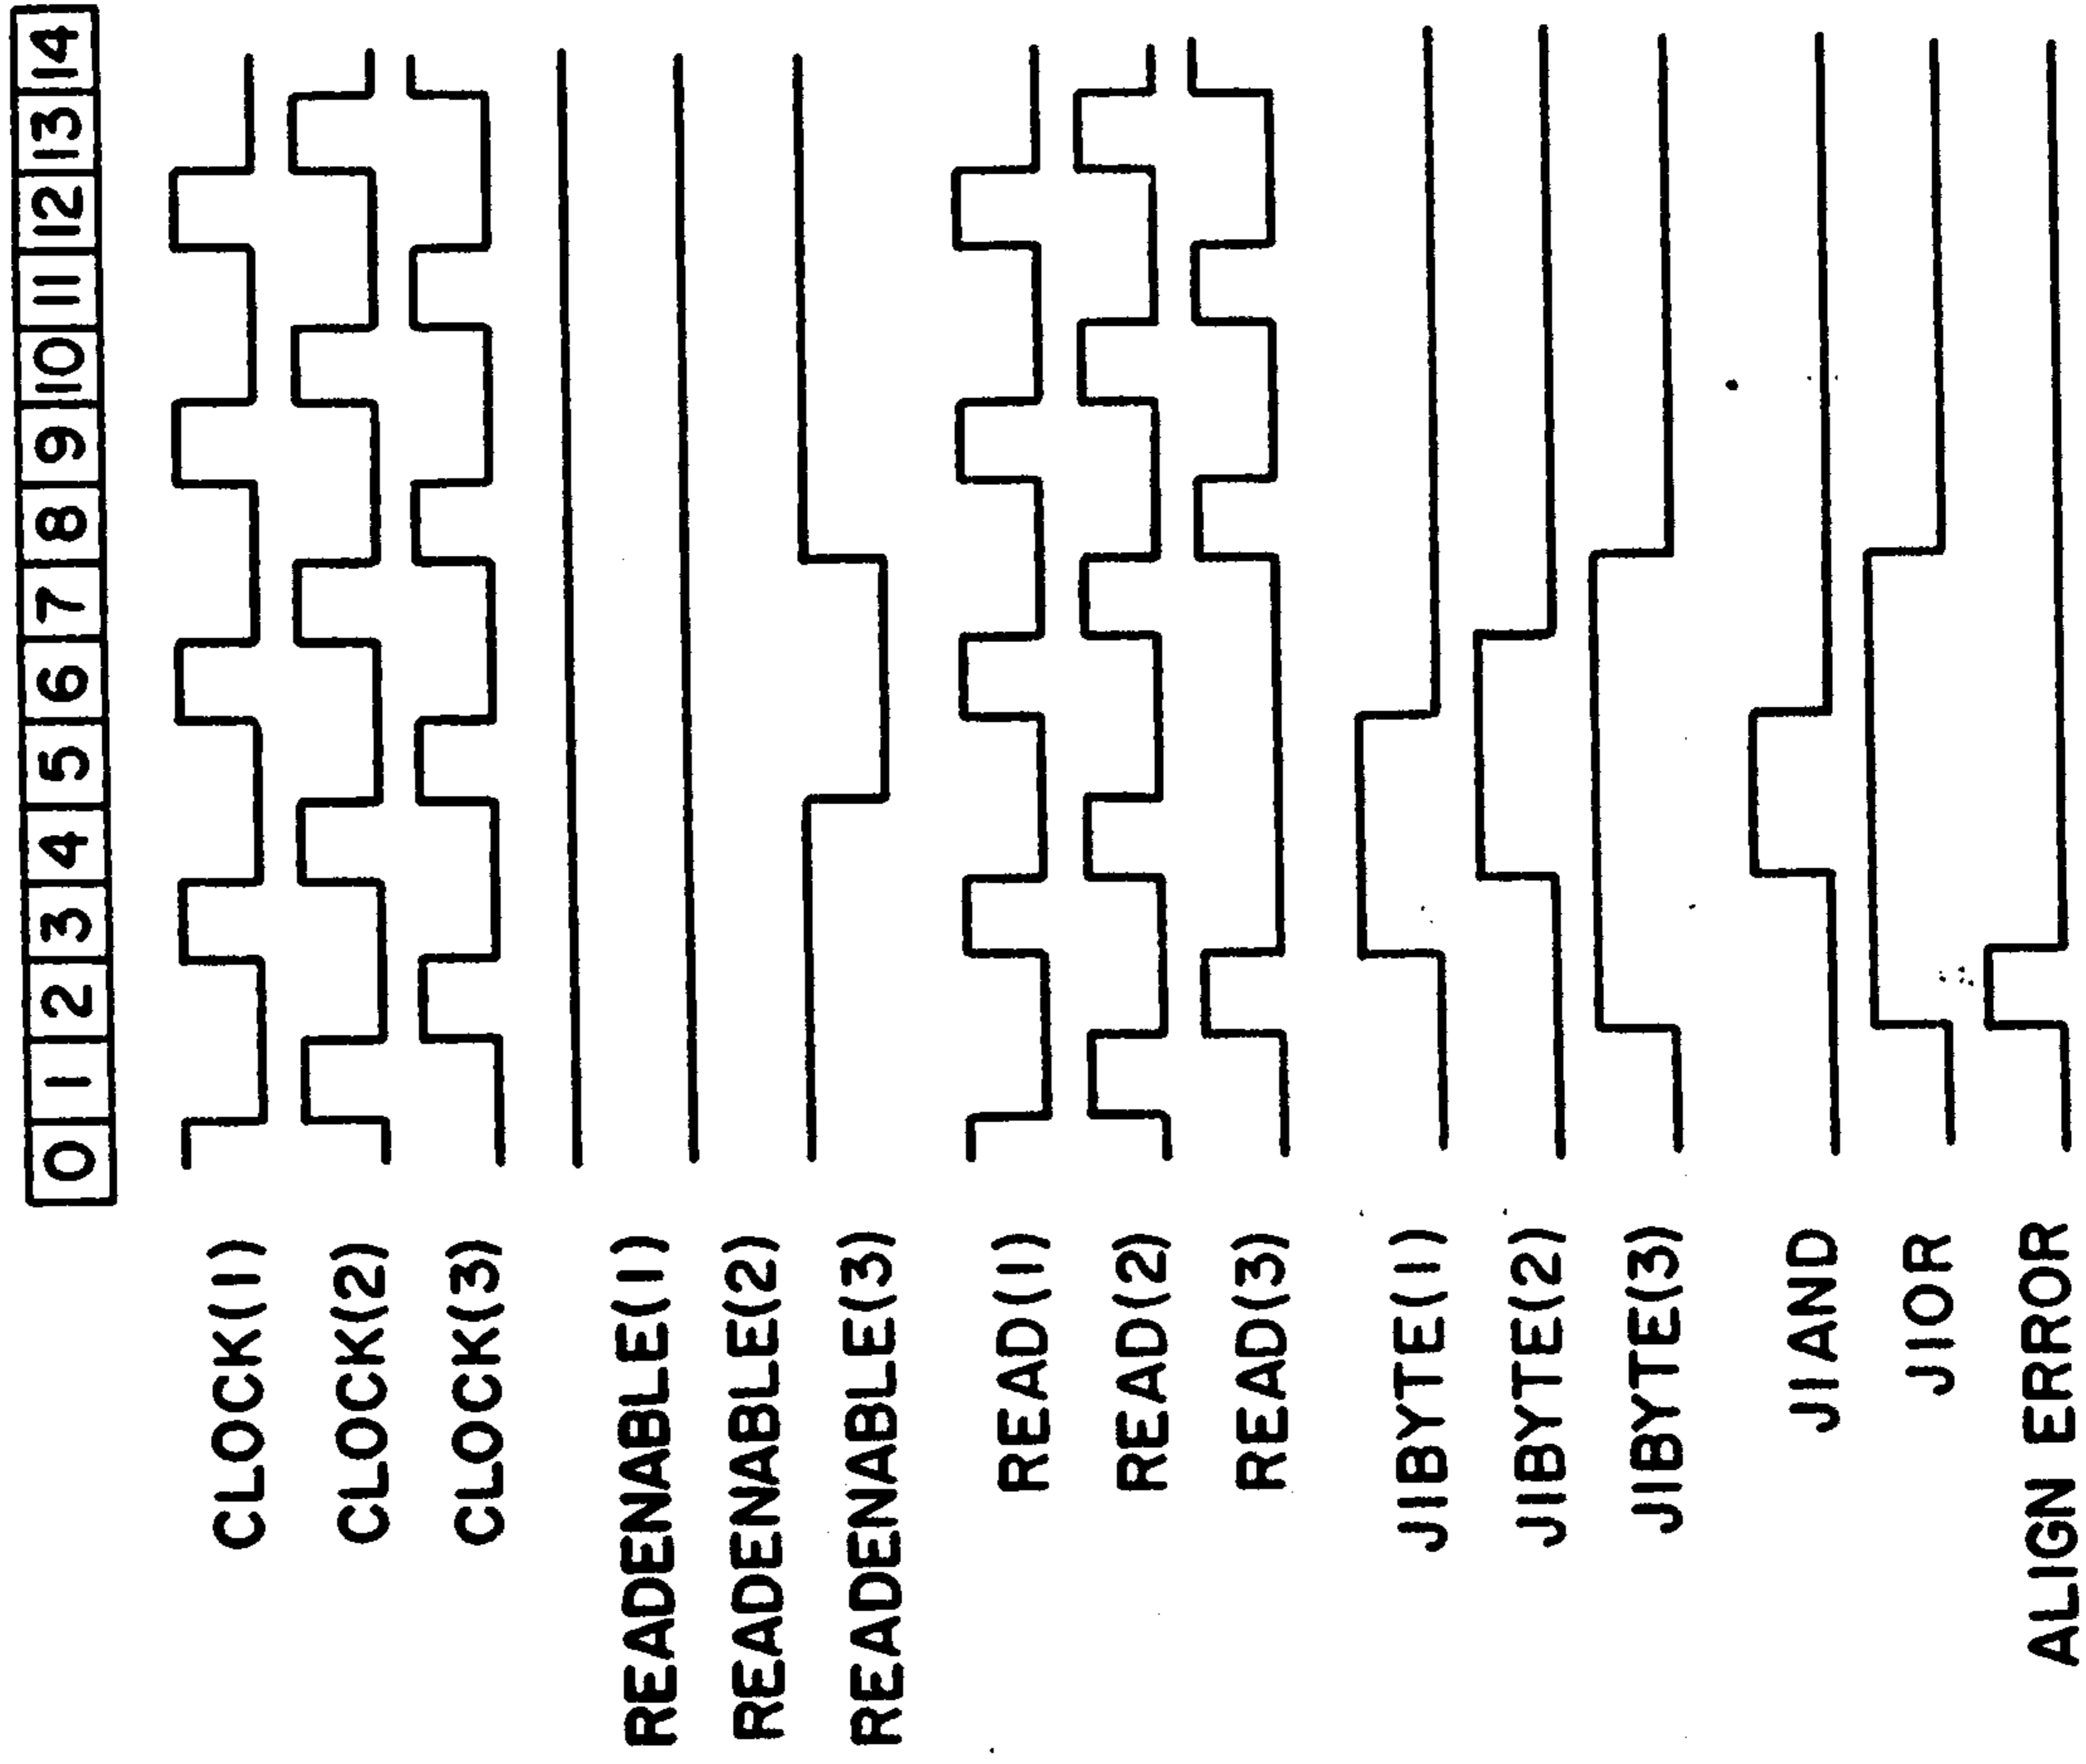 0 1 2 3 4 5 6 7 8 9 10 11 12 13 14
CLOCK(1)
CLOCK(2)
CLOCK(3)
READENABLE(1)
READENABLE(2)
READENABLE(3)
READ(1)
READ(2)
READ(3)
JIBYTE(1)
JIBYTE(2)
JIBYTE(3)
JIAND
JIOR
ALIGN ERROR